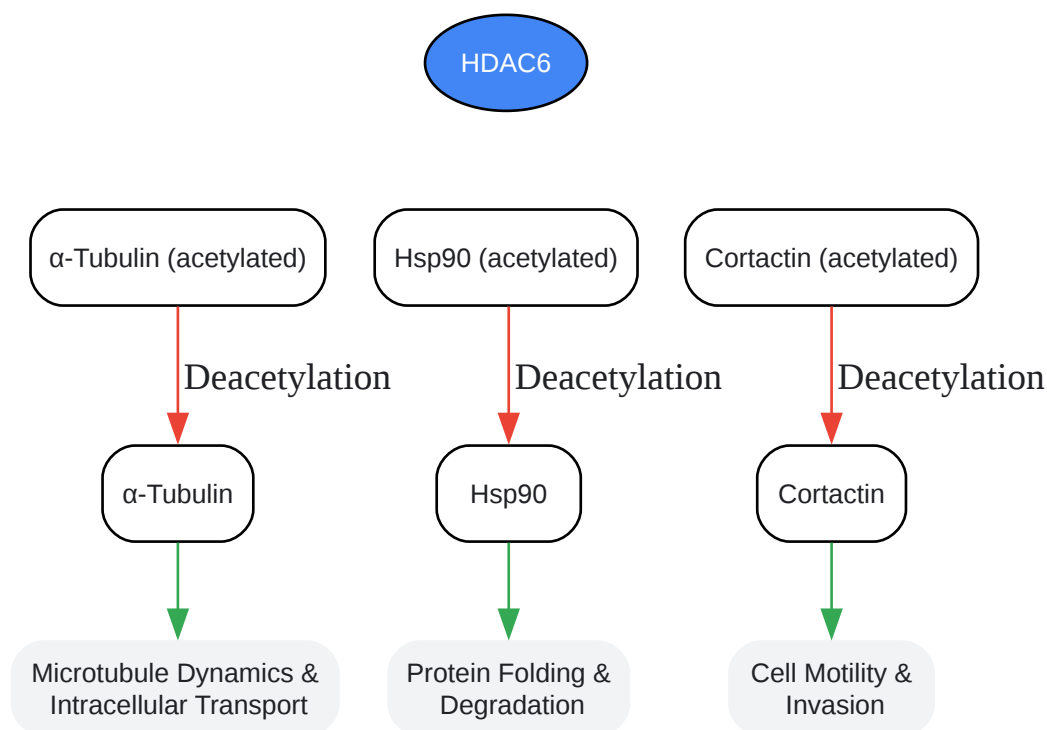 HDAC6
α-Tubulin (acetylated)
Hsp90 (acetylated)
Cortactin (acetylated)
Deacetylation
Deacetylation
Deacetylation
α-Tubulin
Hsp90
Cortactin
Microtubule Dynamics &
Intracellular Transport
Protein Folding &
Degradation
Cell Motility &
Invasion